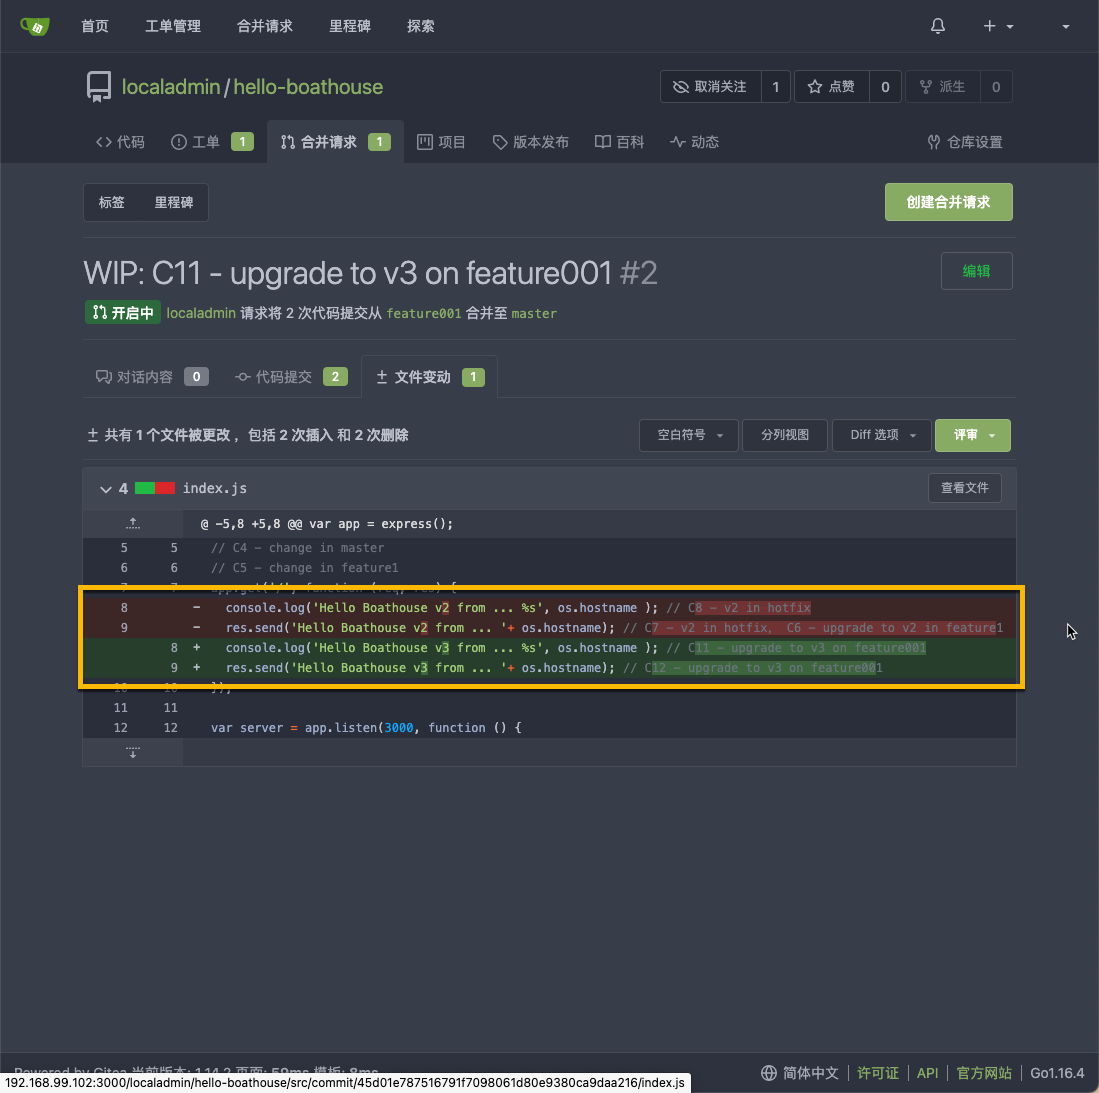 首页 工单管理 合并请求 里程碑 探索
localadmin / hello-boathouse 取消关注 1 点赞 0 派生 0
代码 工单 1 合并请求 1 项目 版本发布 百科 动态 仓库设置
标签 里程碑 创建合并请求
WIP: C11 - upgrade to v3 on feature001 #2 编辑
开启中 localadmin 请求将 2 次代码提交从 feature001 合并至 master
对话内容 0 代码提交 2 文件变动 1
共有 1 个文件被更改 ，包括 2 次插入 和 2 次删除 空白符号 分列视图 Diff 选项 评审
4 index.js 查看文件
@ -5,8 +5,8 @@ var app = express();
5 5 // C4 - change in master
6 6 // C5 - change in feature1
7 7 app.get('/', function (req, res) {
8 - console.log('Hello Boathouse v2 from ... %s', os.hostname ); // C8 - v2 in hotfix
9 - res.send('Hello Boathouse v2 from ... '+ os.hostname); // C7 - v2 in hotfix, C6 - upgrade to v2 in feature1
8 + console.log('Hello Boathouse v3 from ... %s', os.hostname ); // C11 - upgrade to v3 on feature001
9 + res.send('Hello Boathouse v3 from ... '+ os.hostname); // C12 - upgrade to v3 on feature001
10 10 });
11 11
12 12 var server = app.listen(3000, function () {
Powered by Gitea 当前版本: 1.14.2 页面: 59ms 模板: 8ms 简体中文 许可证 API 官方网站 Go1.16.4
192.168.99.102:3000/localadmin/hello-boathouse/src/commit/45d01e787516791f7098061d80e9380ca9daa216/index.js